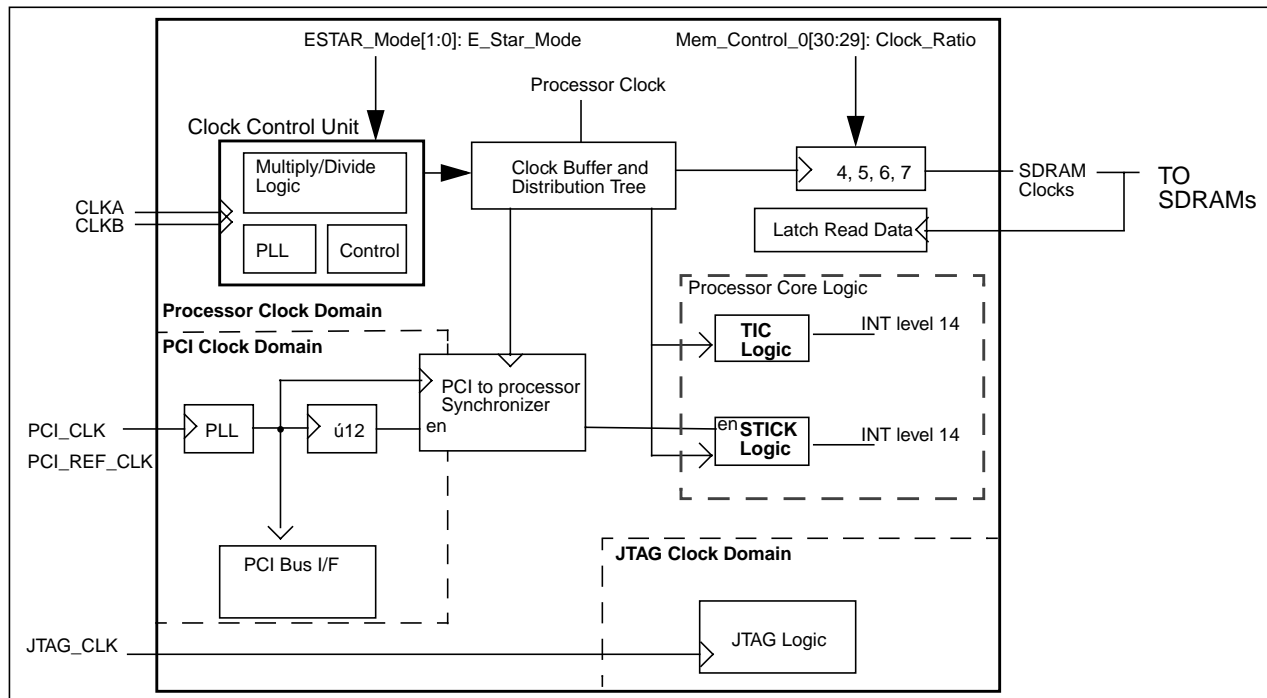 ESTAR_Mode[1:0]: E_Star_Mode
Mem_Control_0[30:29]: Clock_Ratio
Processor Clock
Clock Control Unit
Multiply/Divide
Logic
PLL
Control
CLKA
CLKB
Clock Buffer and
Distribution Tree
4, 5, 6, 7
SDRAM
Clocks
TO
SDRAMs
Latch Read Data
Processor Core Logic
TIC
Logic
INT level 14
en
STICK
Logic
INT level 14
Processor Clock Domain
PCI Clock Domain
PCI to processor
Synchronizer
en
PCI_CLK
PCI_REF_CLK
PLL
ú12
PCI Bus I/F
JTAG Clock Domain
JTAG Logic
JTAG_CLK